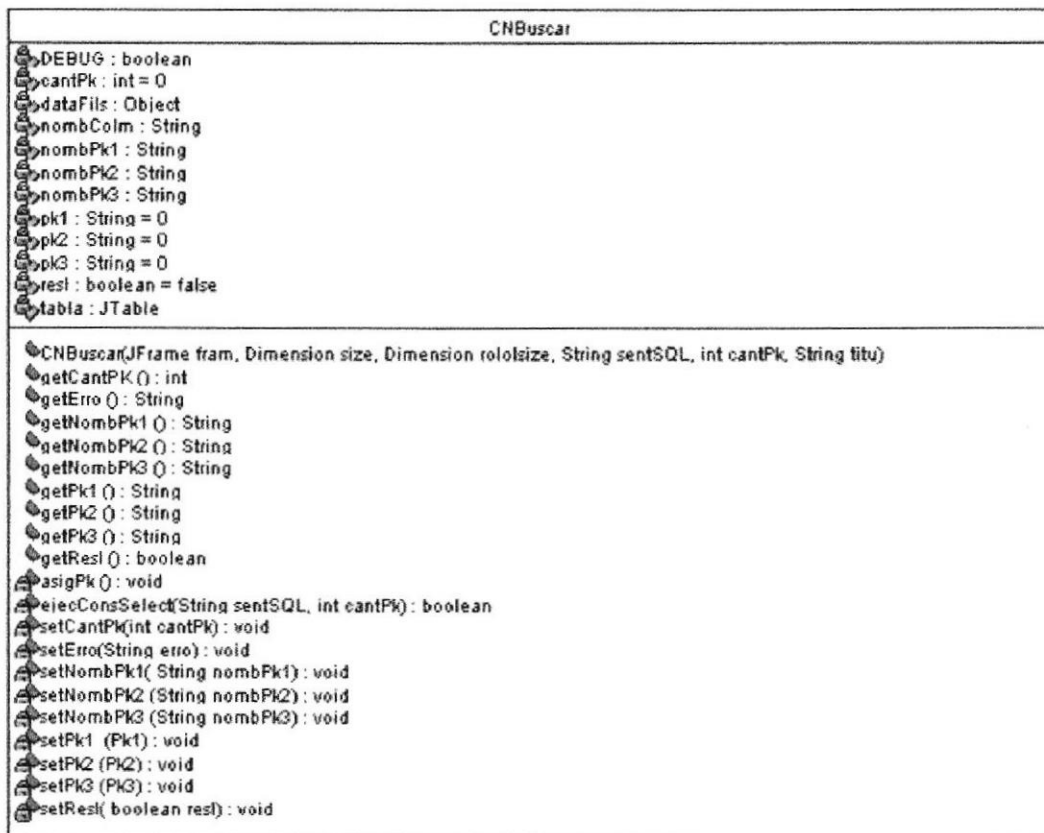 CNBuscar
DEBUG : boolean
cantPk : int = 0
dataFils : Object
nombColm : String
nombPk1 : String
nombPk2 : String
nombPk3 : String
pk1 : String = 0
pk2 : String = 0
pk3 : String = 0
resl : boolean = false
tabla : JTable
CNBuscar(JFrame fram, Dimension size, Dimension rololsize, String sentSQL, int cantPk, String titu)
getCantPK () : int
getErro () : String
getNombPk1 () : String
getNombPk2 () : String
getNombPk3 () : String
getPk1 () : String
getPk2 () : String
getPk3 () : String
getResl () : boolean
asigPk () : void
ejecConsSelect(String sentSQL, int cantPk) : boolean
setCantPk(int cantPk) : void
setErro(String erro) : void
setNombPk1( String nombPk1) : void
setNombPk2 (String nombPk2) : void
setNombPk3 (String nombPk3) : void
setPk1 (Pk1) : void
setPk2 (Pk2) : void
setPk3 (Pk3) : void
setResl( boolean resl) : void